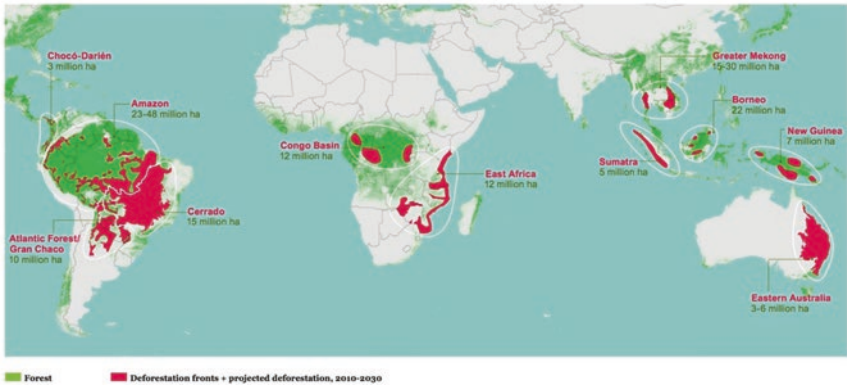 Chocó-Darién
3 million ha
Amazon
23-48 million ha
Cerrado
15 million ha
Atlantic Forest/
Gran Chaco
10 million ha
Congo Basin
12 million ha
East Africa
12 million ha
Greater Mekong
15-30 million ha
Borneo
22 million ha
New Guinea
7 million ha
Sumatra
5 million ha
Eastern Australia
3-6 million ha
Forest
Deforestation fronts + projected deforestation, 2010-2030